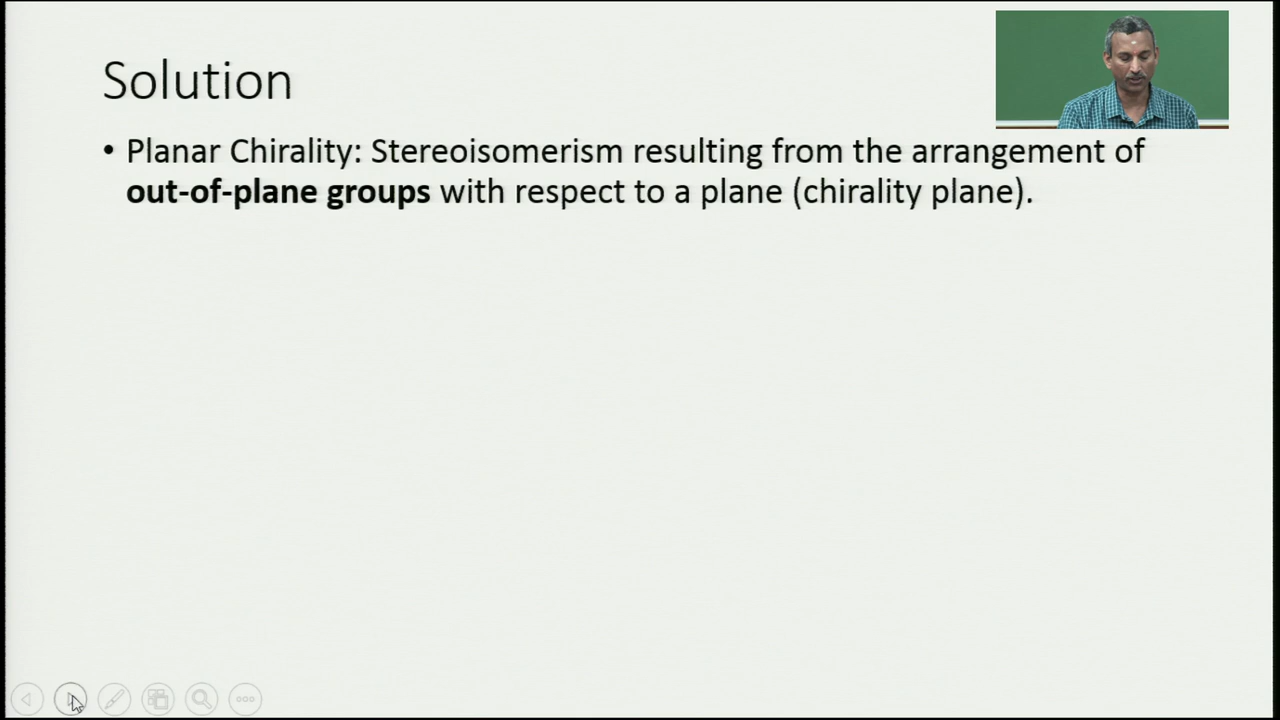 Solution
• Planar Chirality: Stereoisomerism resulting from the arrangement of
out-of-plane groups with respect to a plane (chirality plane).